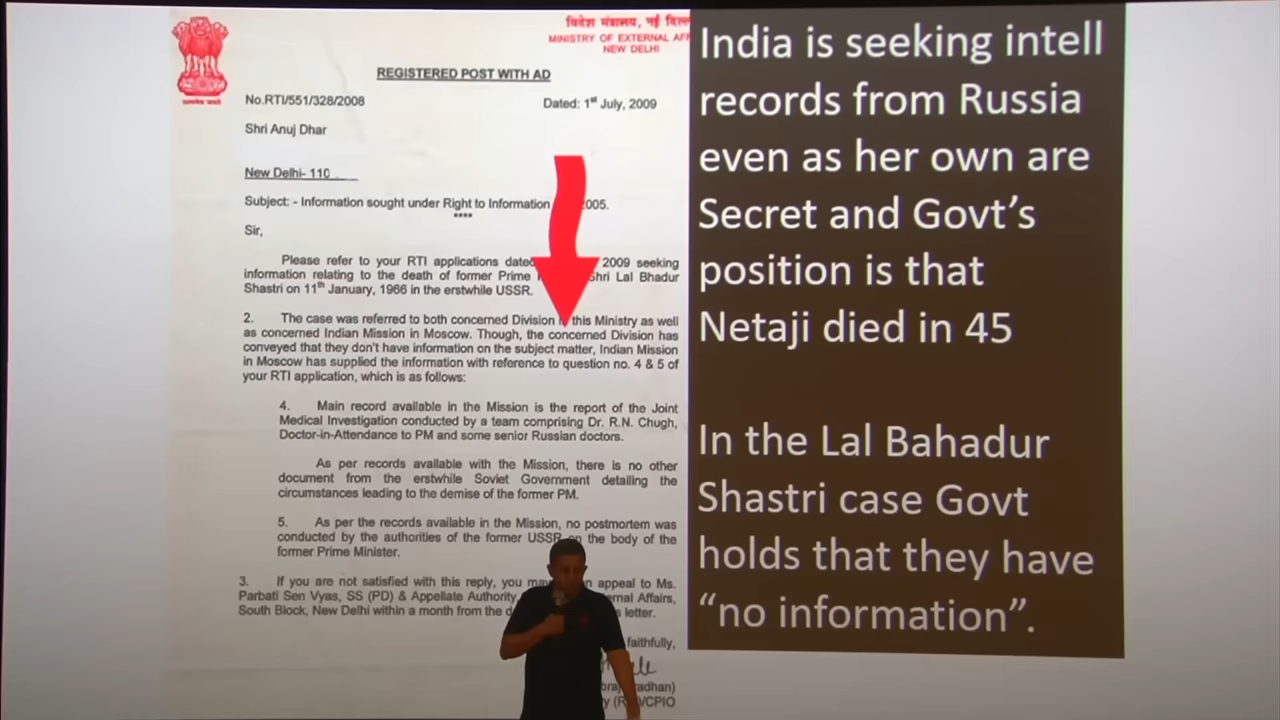 विदेश मंत्रालय, नई दिल्ली
MINISTRY OF EXTERNAL AFF
NEW DELHI
REGISTERED POST WITH AD
No.RTI/551/328/2008
Dated: 1st July, 2009
Shri Anuj Dhar
New Delhi- 110
Subject: - Information sought under Right to Information 005.
****
Sir,
Please refer to your RTI applications dated 2009 seeking
information relating to the death of former Prime Shri Lal Bhadur
Shastri on 11th January, 1966 in the erstwhile USSR.
2. The case was referred to both concerned Division this Ministry as well
as concerned Indian Mission in Moscow. Though, the concerned Division has
conveyed that they don't have information on the subject matter, Indian Mission
in Moscow has supplied the information with reference to question no. 4 & 5 of
your RTI application, which is as follows:
4. Main record available in the Mission is the report of the Joint
Medical Investigation conducted by a team comprising Dr. R.N. Chugh,
Doctor-in-Attendance to PM and some senior Russian doctors.
As per records available with the Mission, there is no other
document from the erstwhile Soviet Government detailing the
circumstances leading to the demise of the former PM.
5. As per the records available in the Mission, no postmortem was
conducted by the authorities of the former USSR on the body of the
former Prime Minister.
3. If you are not satisfied with this reply, you may an appeal to Ms.
Parbati Sen Vyas, SS (PD) & Appellate Authority, ernal Affairs,
South Block, New Delhi within a month from the d s letter.
faithfully,
adhan)
/CPIO
India is seeking intell
records from Russia
even as her own are
Secret and Govt's
position is that
Netaji died in 45
In the Lal Bahadur
Shastri case Govt
holds that they have
“no information”.